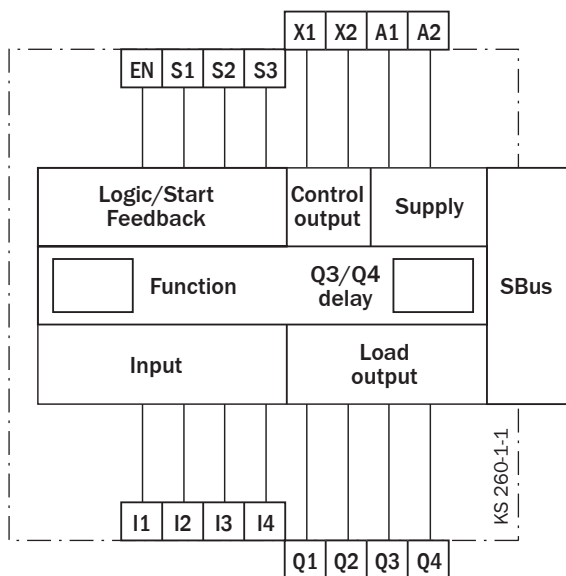 X1 X2 A1 A2
EN S1 S2 S3
Logic/Start
Feedback
Control
output
Supply
Function
Q3/Q4
delay
SBus
Input
Load
output
KS 260-1-1
I1 I2 I3 I4
Q1 Q2 Q3 Q4